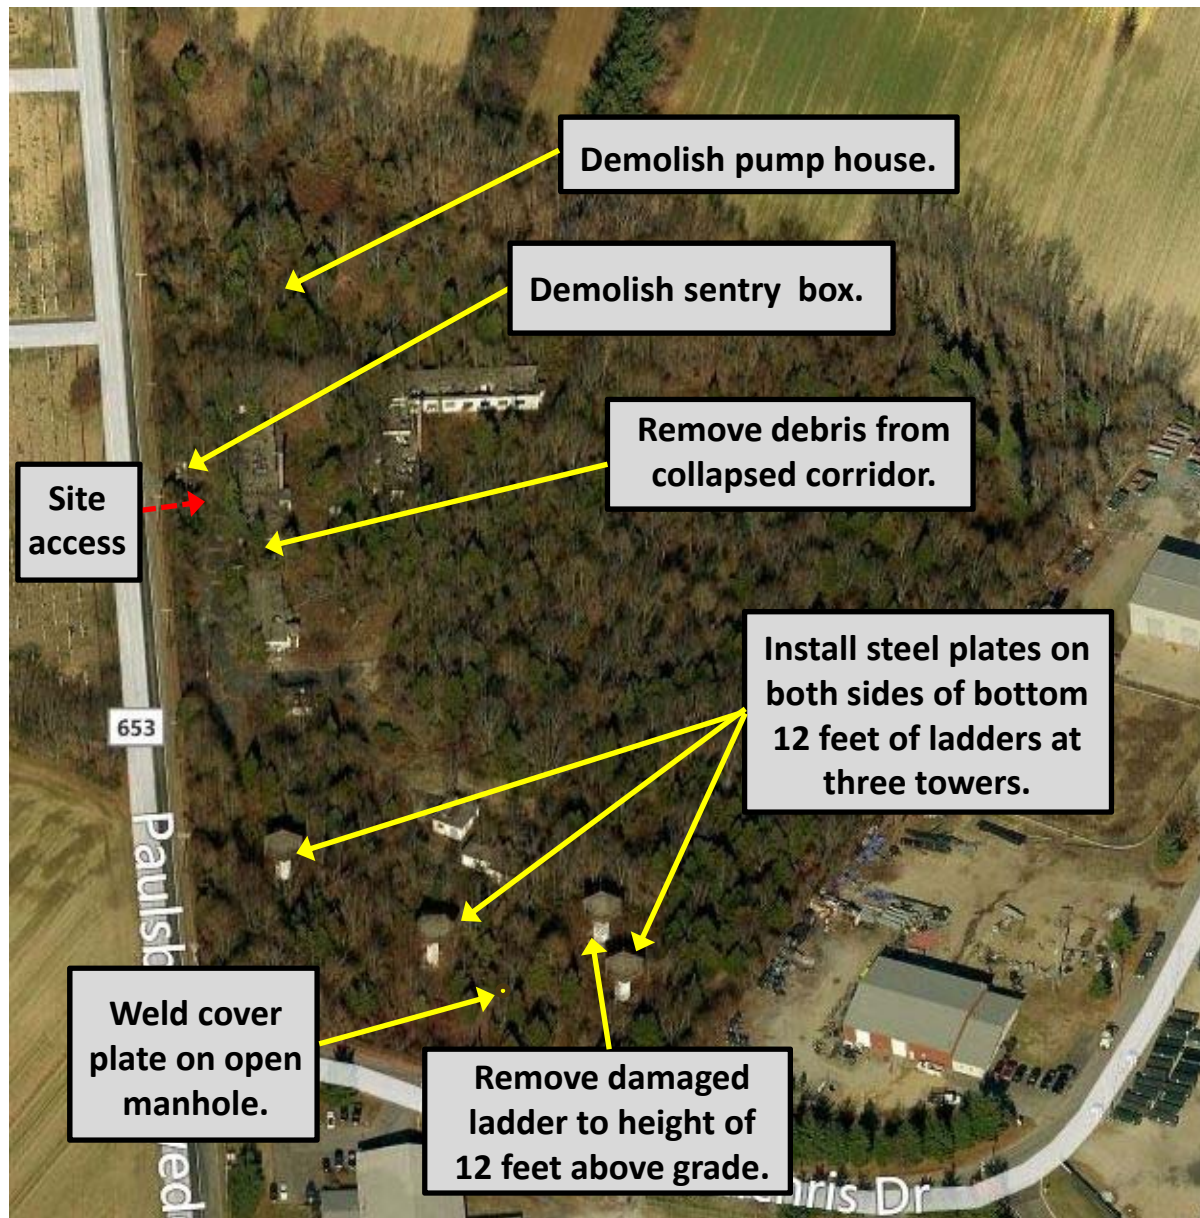 Demolish pump house.
Demolish sentry  box.
Remove debris from
collapsed corridor.
Site
access
Install steel plates on
both sides of bottom
12 feet of ladders at
three towers.
653
Weld cover
plate on open
manhole.
Remove damaged
ladder to height of
12 feet above grade.
Dr